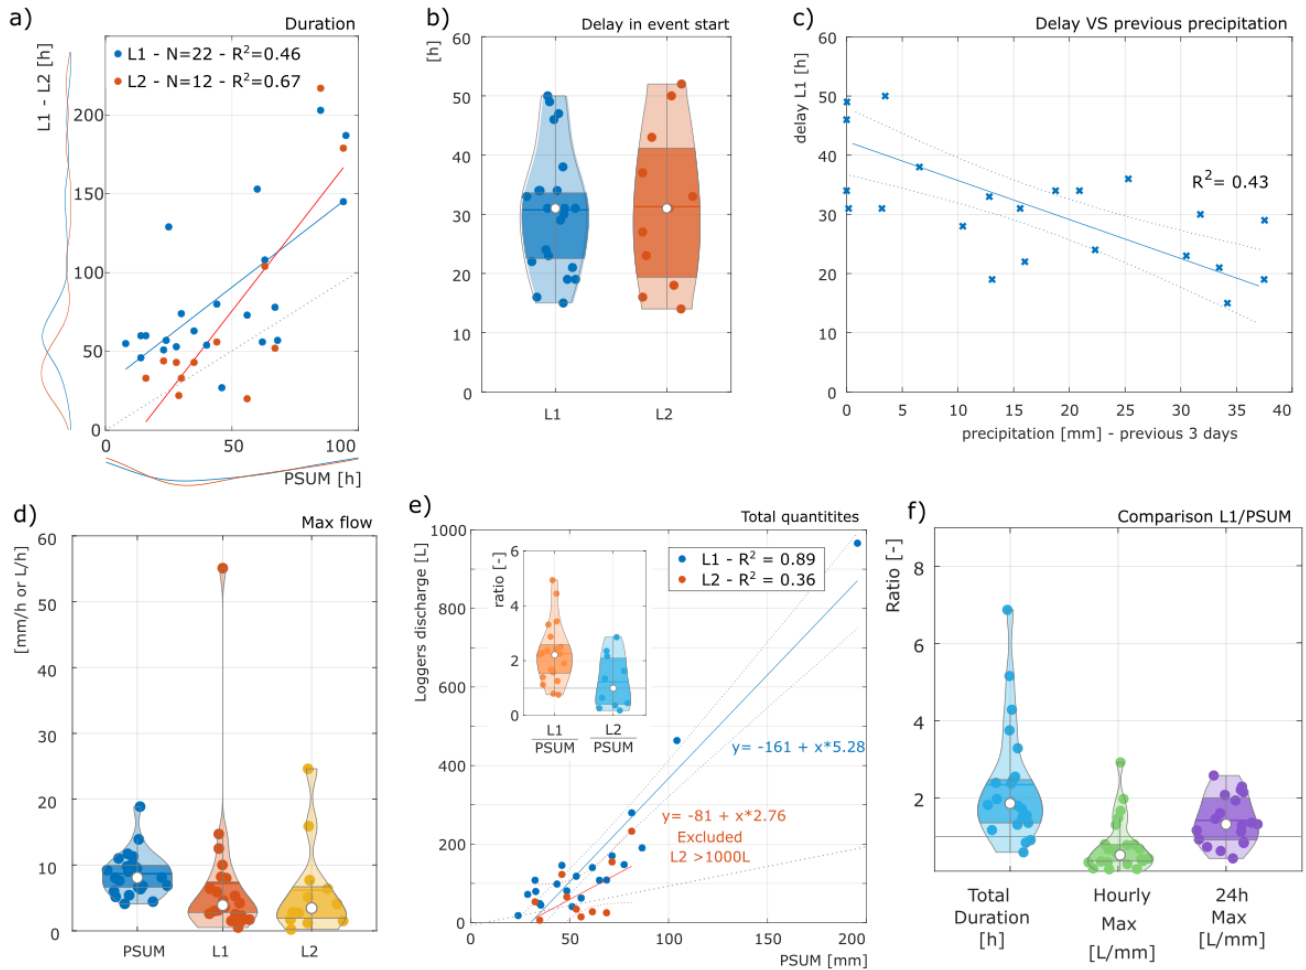 a)
Duration
L1 - L2 [h]
L1 - N=22 - R²=0.46
L2 - N=12 - R²=0.67
200
150
100
50
0
0
50
100
PSUM [h]
b)
Delay in event start
[h]
60
50
40
30
20
10
0
L1
L2
c)
Delay VS previous precipitation
delay L1 [h]
60
50
40
30
20
10
0
R²= 0.43
0
5
10
15
20
25
30
35
40
precipitation [mm] - previous 3 days
d)
Max flow
[mm/h or L/h]
60
50
40
30
20
10
0
PSUM
L1
L2
e)
Total quantitites
Loggers discharge [L]
1000
800
600
400
200
0
L1 - R² = 0.89
L2 - R² = 0.36
ratio [-]
6
4
2
0
L1
PSUM
L2
PSUM
y= -161 + x*5.28
y= -81 + x*2.76
Excluded
L2 >1000L
0
50
100
150
200
PSUM [mm]
f)
Comparison L1/PSUM
Ratio [-]
8
6
4
2
Total
Duration
[h]
Hourly
Max
[L/mm]
24h
Max
[L/mm]